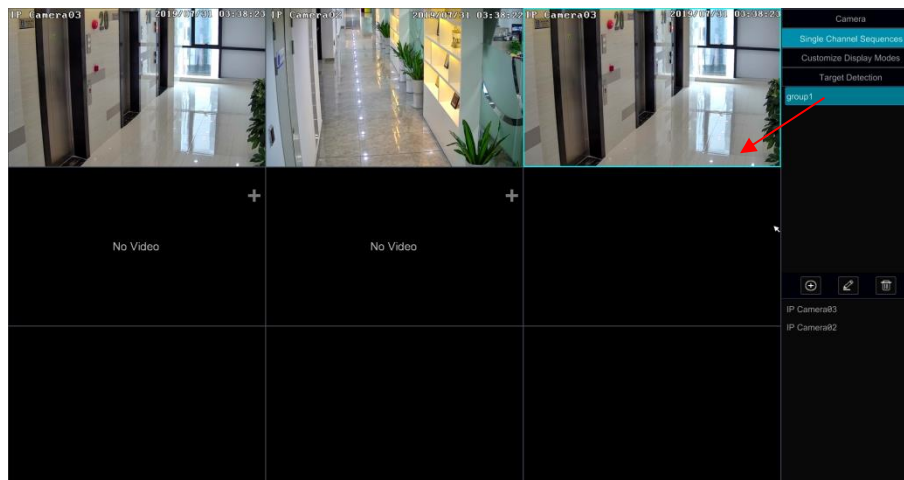 IP Camera03 2019/07/31 03:38:23
IP Camera02 2019/07/31 03:38:22
IP Camera03 2019/07/31 03:38:23
Camera
Single Channel Sequences
Customize Display Modes
Target Detection
group1
No Video
No Video
IP Camera03
IP Camera02